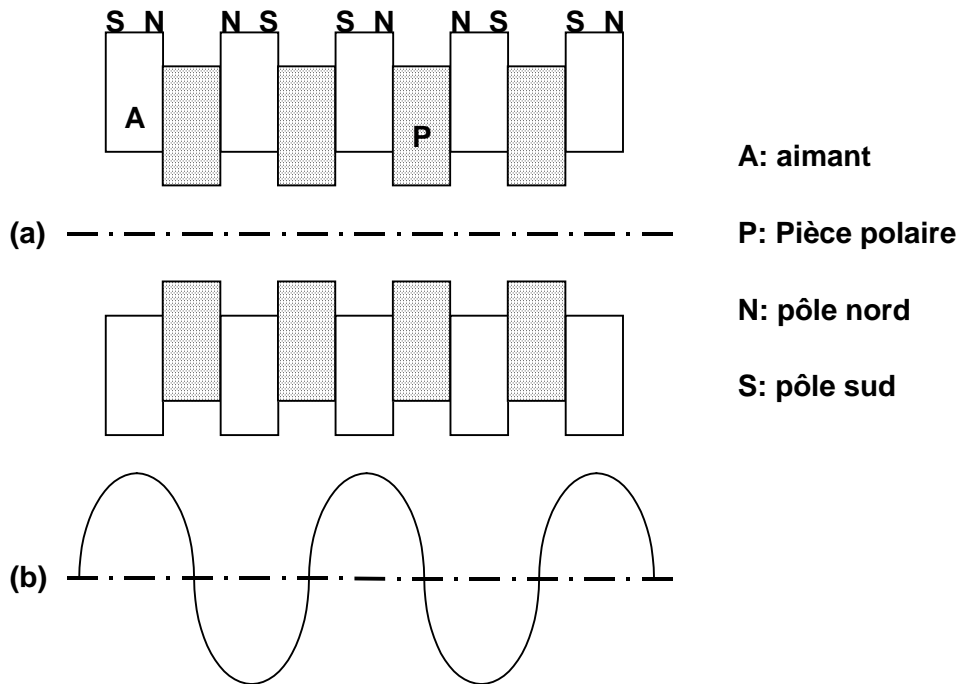 S N N S S N N S S N
A P
A: aimant
(a) P: Pièce polaire
N: pôle nord
S: pôle sud
(b)